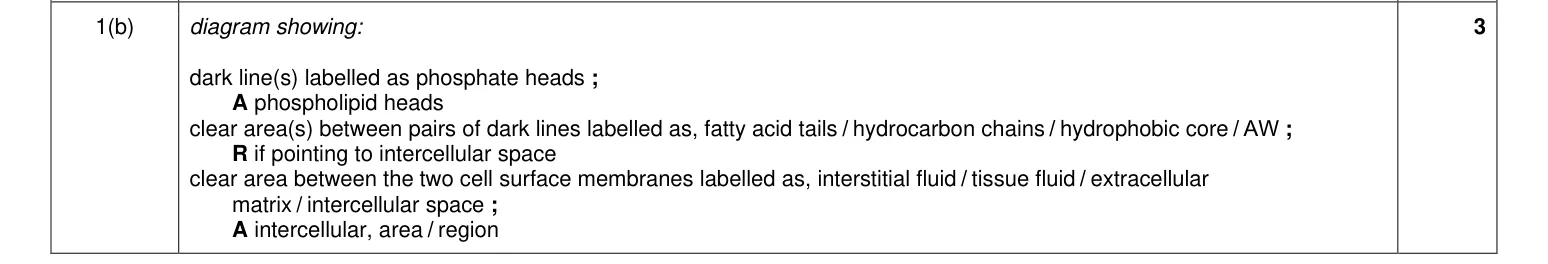 1(b) diagram showing: 3
dark line(s) labelled as phosphate heads ;
A phospholipid heads
clear area(s) between pairs of dark lines labelled as, fatty acid tails / hydrocarbon chains / hydrophobic core / AW ;
R if pointing to intercellular space
clear area between the two cell surface membranes labelled as, interstitial fluid / tissue fluid / extracellular
matrix / intercellular space ;
A intercellular, area / region